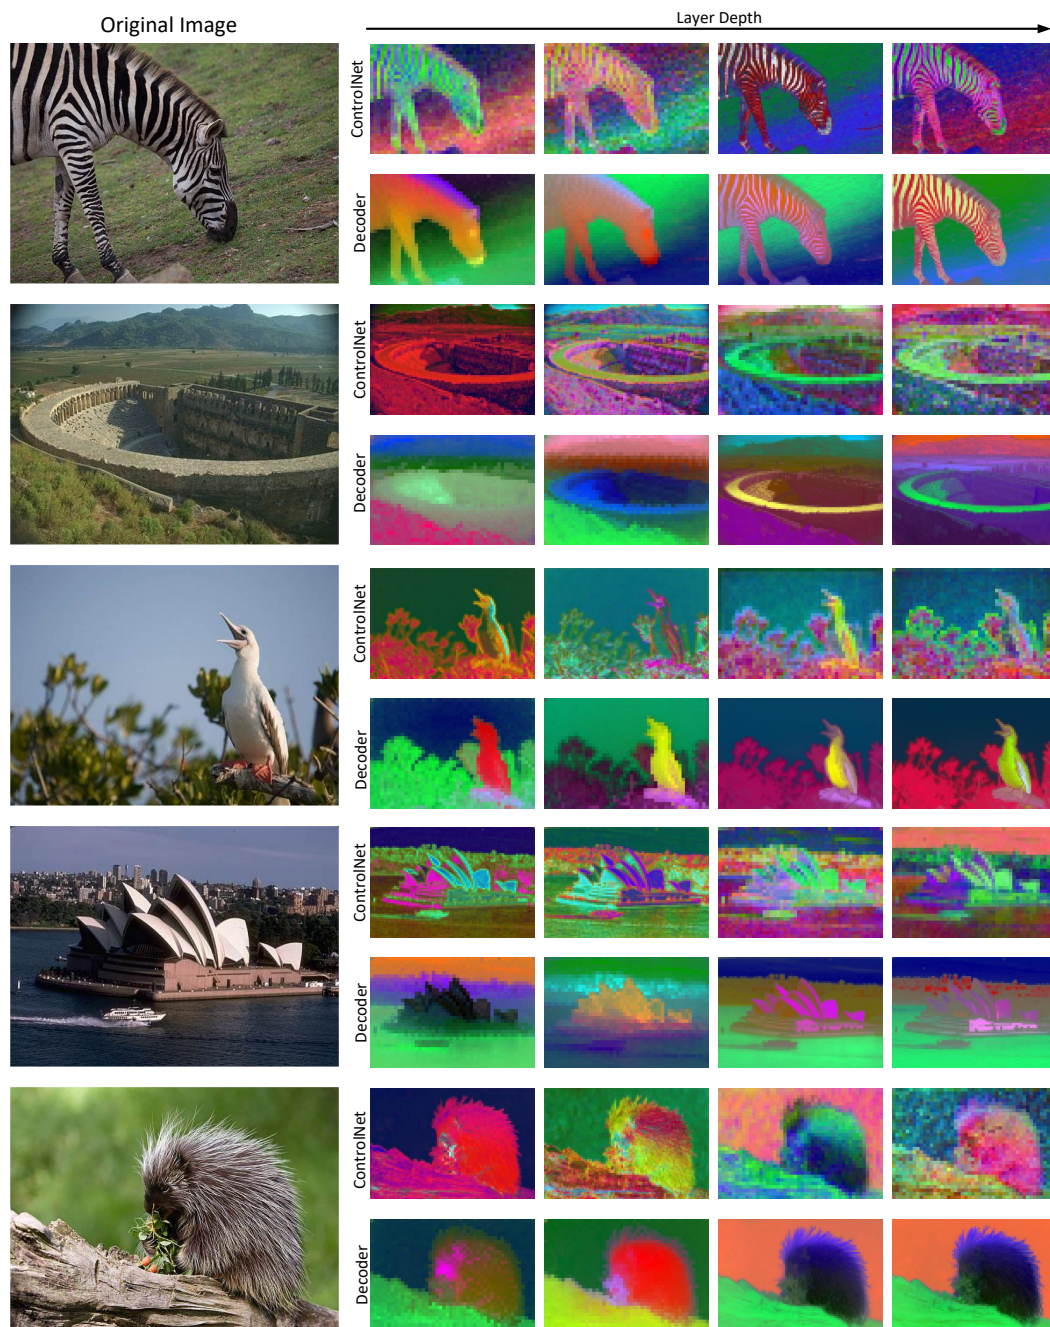 Original Image
Layer Depth
ControlNet
Decoder
ControlNet
Decoder
ControlNet
Decoder
ControlNet
Decoder
ControlNet
Decoder